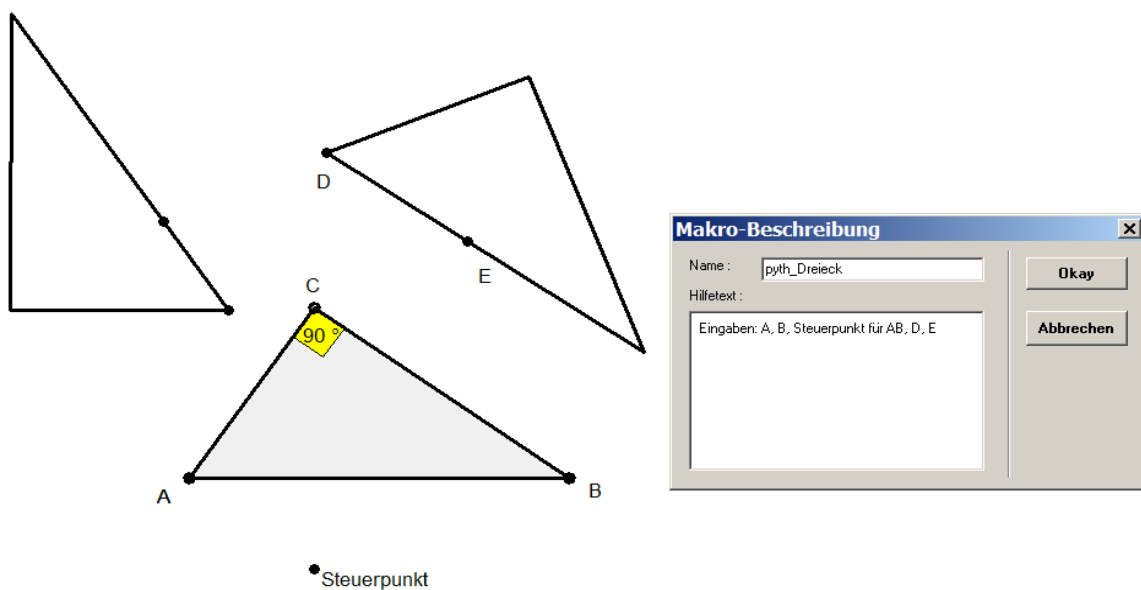 D
E
C
90 °
A
B
Steuerpunkt
Makro-Beschreibung
Name :
pyth_Dreieck
Okay
Hilfetext :
Eingaben: A, B, Steuerpunkt für AB, D, E
Abbrechen